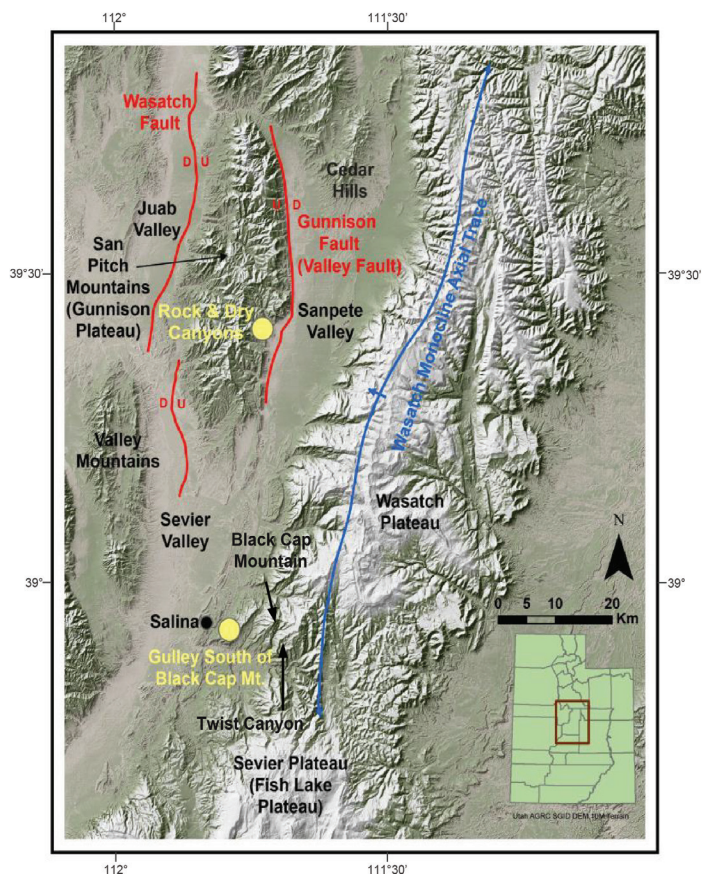 112°
111°30'
Wasatch
Fault
D U
Cedar
Hills
Juab
Valley
U D
Gunnison
Fault
(Valley Fault)
San
Pitch
Mountains
(Gunnison
Plateau)
39°30'
39°30'
Rock & Dry
Canyons
Sanpete
Valley
Wasatch Monocline Axial Trace
D U
Valley
Mountains
Wasatch
Plateau
Sevier
Valley
Black Cap
Mountain
N
39°
39°
0 5 10 15 20
Km
Salina
Gulley South of
Black Cap Mt.
Twist Canyon
Sevier Plateau
(Fish Lake
Plateau)
Utah AGRC SGID DEM 10M Terrain
112°
111°30'